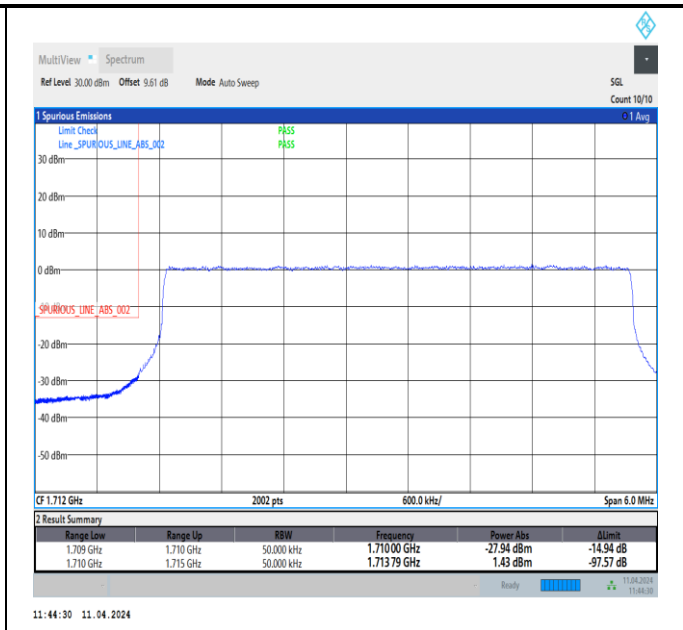 MultiView Spectrum
Ref Level 30.00 dBm Offset 9.61 dB Mode Auto Sweep SGL
Count 10/10
1 Spurious Emissions 1 Avg
Limit Check PASS
Line _SPURIOUS_LINE_ABS_002 PASS
30 dBm
20 dBm
10 dBm
0 dBm
_SPURIOUS_LINE_ABS_002
-20 dBm
-30 dBm
-40 dBm
-50 dBm
CF 1.712 GHz 2002 pts 600.0 kHz/ Span 6.0 MHz
2 Result Summary
Range Low Range Up RBW Frequency Power Abs ΔLimit
1.709 GHz 1.710 GHz 50.000 kHz 1.71000 GHz -27.94 dBm -14.94 dB
1.710 GHz 1.715 GHz 50.000 kHz 1.71379 GHz 1.43 dBm -97.57 dB
Ready 11.04.2024
11:44:30
11:44:30 11.04.2024